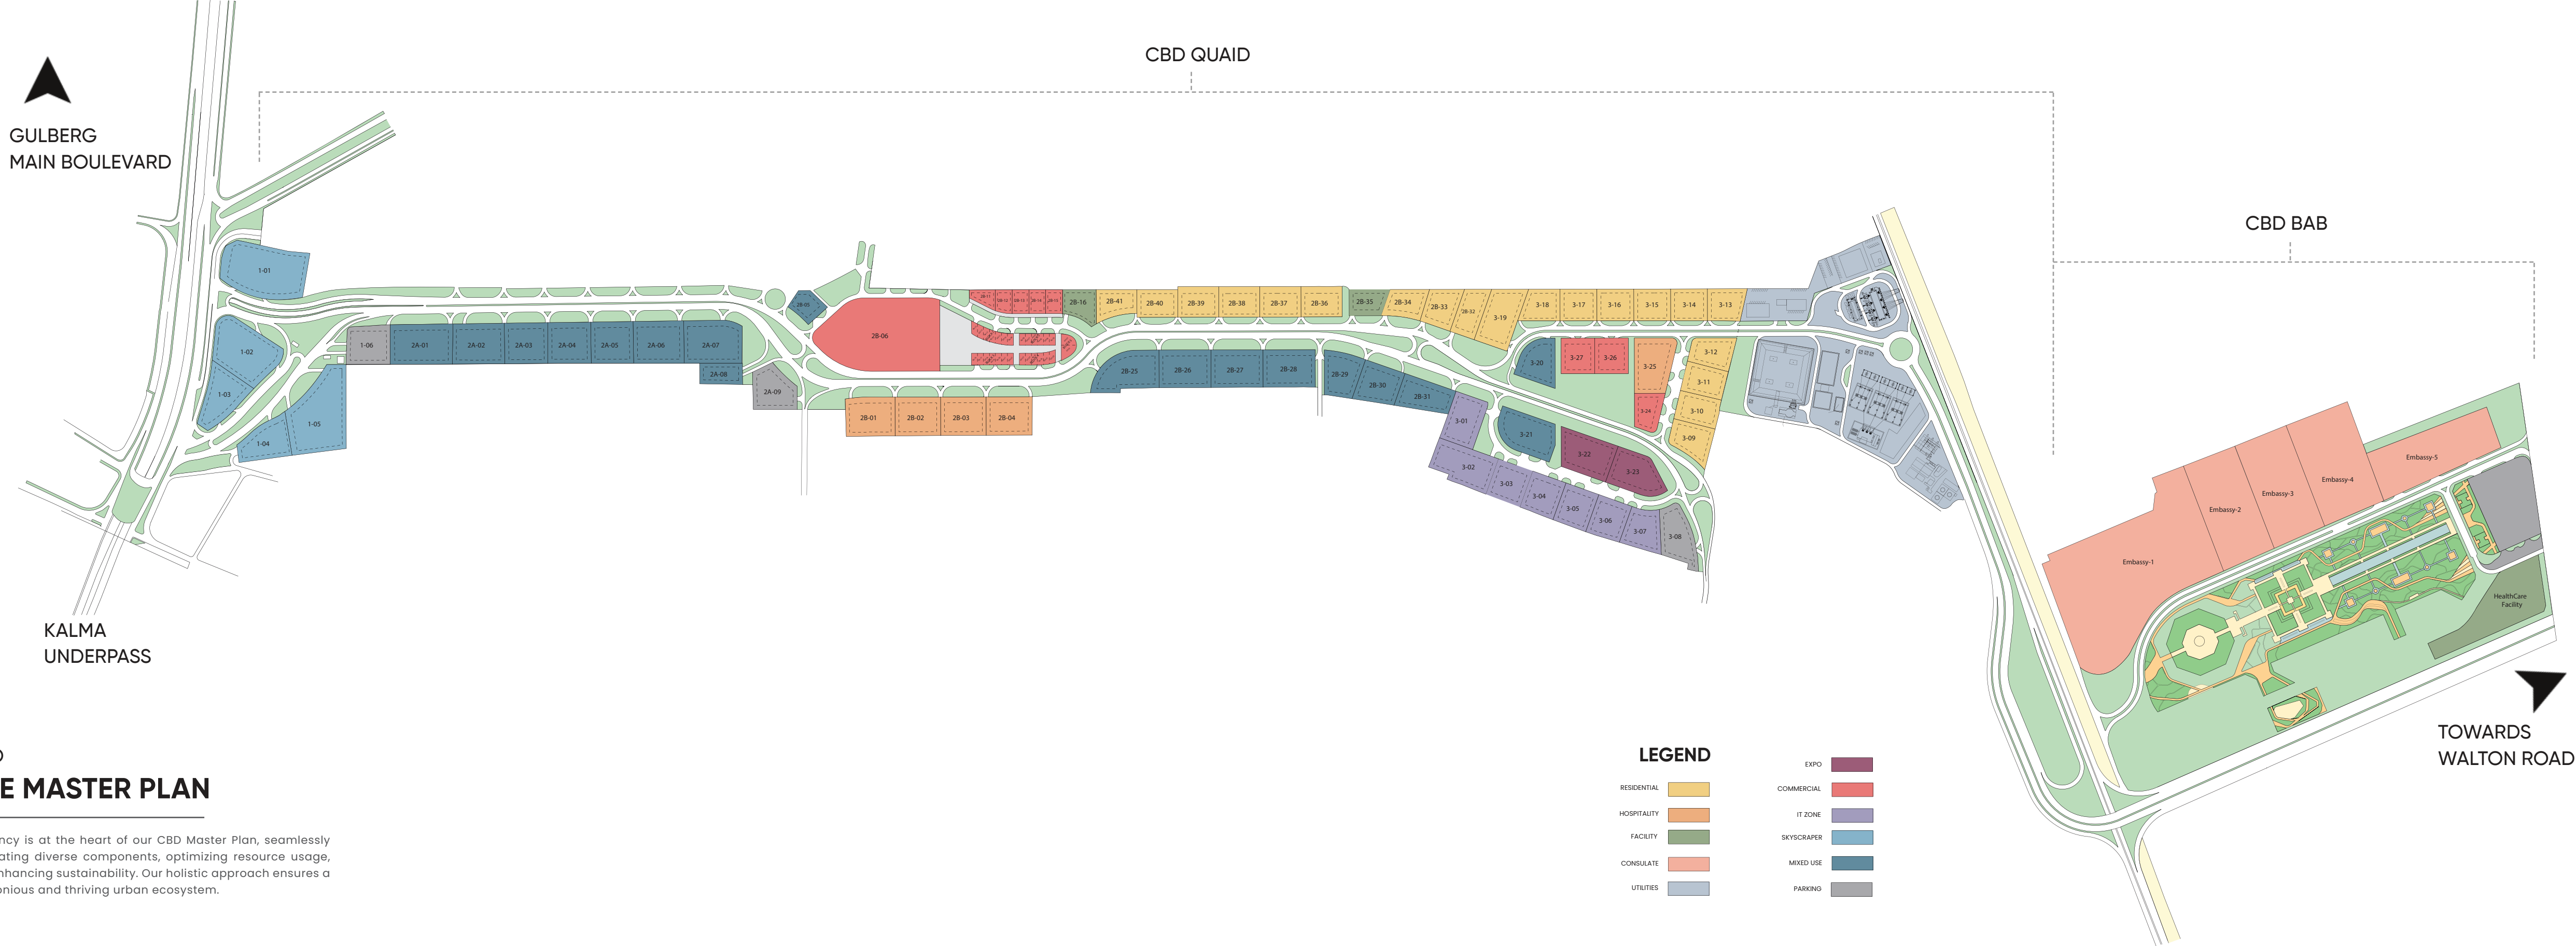 CBD QUAID
GULBERG
MAIN BOULEVARD
CBD BAB
1-01
1-02
1-03
1-04
1-05
1-06
2A-01
2A-02
2A-03
2A-04
2A-05
2A-06
2A-07
2A-08
2A-09
2B-05
2B-06
2B-01
2B-02
2B-03
2B-04
2B-11
2B-16
2B-41
2B-40
2B-39
2B-38
2B-37
2B-36
2B-35
2B-34
2B-33
2B-32
3-19
3-18
3-17
3-16
3-15
3-14
3-13
2B-25
2B-26
2B-27
2B-28
2B-29
2B-30
2B-31
3-20
3-27
3-26
3-25
3-24
3-12
3-11
3-10
3-09
3-01
3-21
3-22
3-23
3-02
3-03
3-04
3-05
3-06
3-07
3-08
Embassy-1
Embassy-2
Embassy-3
Embassy-4
Embassy-5
HealthCare
Facility
KALMA
UNDERPASS
TOWARDS
WALTON ROAD
E MASTER PLAN
ncy is at the heart of our CBD Master Plan, seamlessly
ating diverse components, optimizing resource usage,
nhancing sustainability. Our holistic approach ensures a
onious and thriving urban ecosystem.
LEGEND
RESIDENTIAL
HOSPITALITY
FACILITY
CONSULATE
UTILITIES
EXPO
COMMERCIAL
IT ZONE
SKYSCRAPER
MIXED USE
PARKING